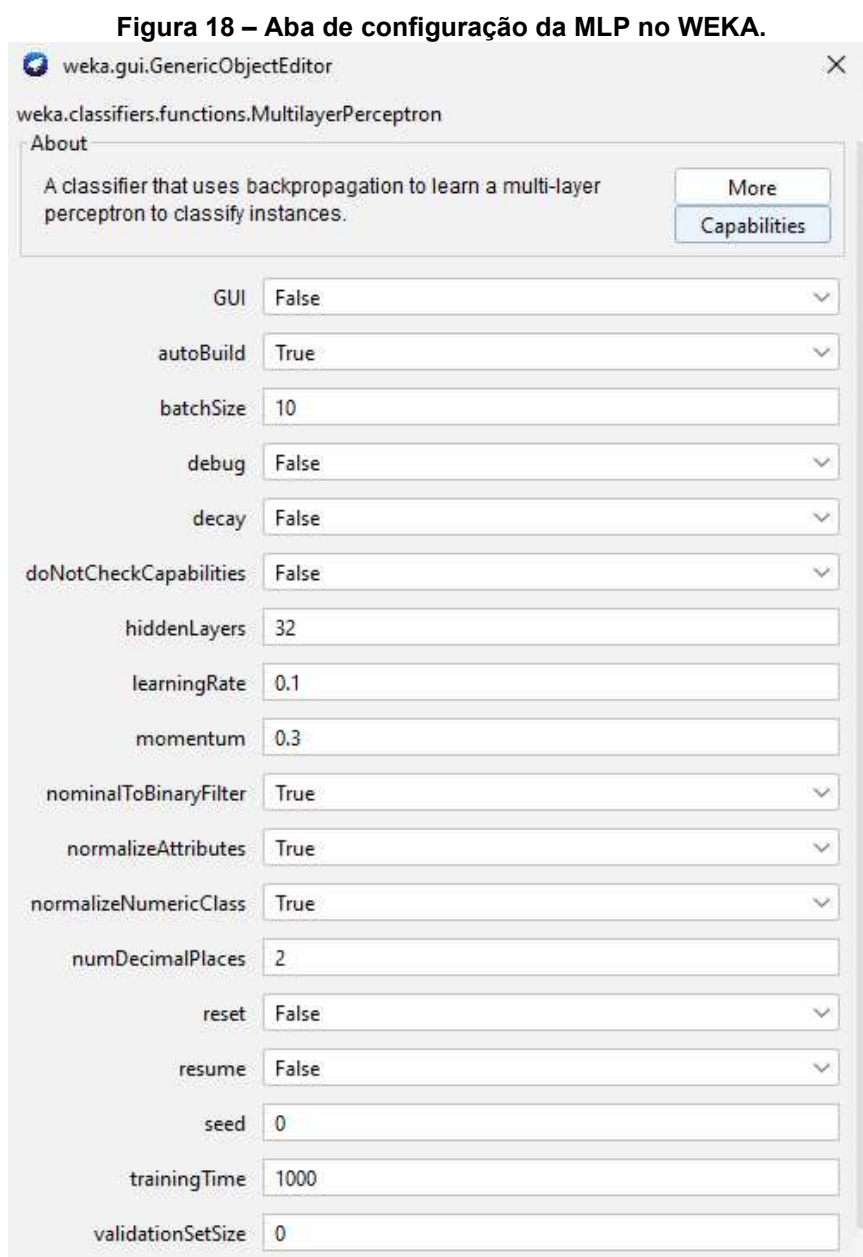 Figura 18 – Aba de configuração da MLP no WEKA.
weka.gui.GenericObjectEditor
weka.classifiers.functions.MultilayerPerceptron
About
A classifier that uses backpropagation to learn a multi-layer
perceptron to classify instances.
More
Capabilities
GUI False
autoBuild True
batchSize 10
debug False
decay False
doNotCheckCapabilities False
hiddenLayers 32
learningRate 0.1
momentum 0.3
nominalToBinaryFilter True
normalizeAttributes True
normalizeNumericClass True
numDecimalPlaces 2
reset False
resume False
seed 0
trainingTime 1000
validationSetSize 0